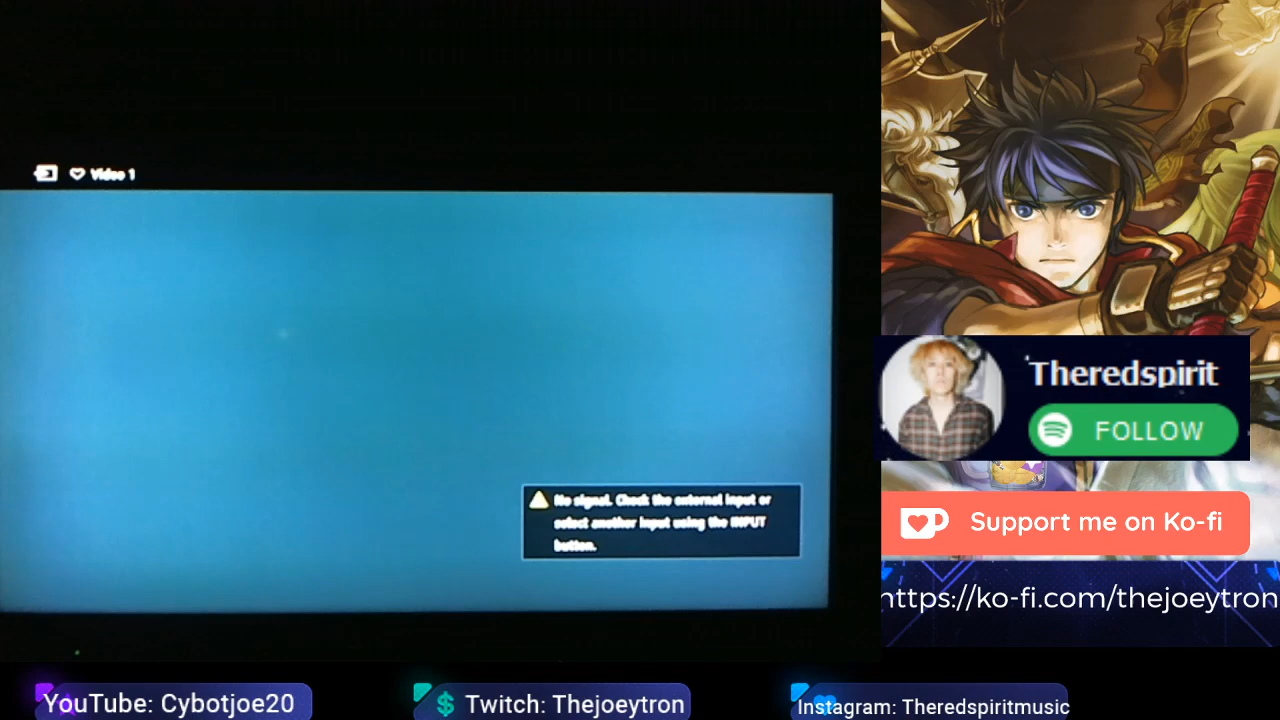 Video 1
No signal. Check the external input or
select another input using the INPUT
button.
Theredspirit
FOLLOW
Support me on Ko-fi
https://ko-fi.com/thejoeytron
YouTube: Cybotjoe20
Twitch: Thejoeytron
Instagram: Theredspiritmusic